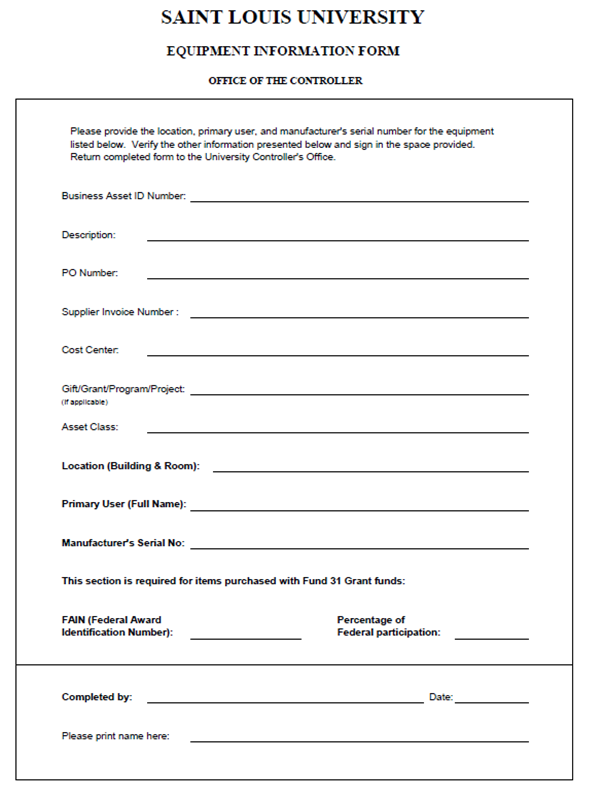 SAINT LOUIS UNIVERSITY
EQUIPMENT INFORMATION FORM
OFFICE OF THE CONTROLLER
Please provide the location, primary user, and manufacturer's serial number for the equipment
listed below. Verify the other information presented below and sign in the space provided.
Return completed form to the University Controller's Office.
Business Asset ID Number:
Description:
PO Number:
Supplier Invoice Number :
Cost Center:
Gift/Grant/Program/Project:
(if applicable)
Asset Class:
Location (Building & Room):
Primary User (Full Name):
Manufacturer's Serial No:
This section is required for items purchased with Fund 31 Grant funds:
FAIN (Federal Award
Identification Number):
Percentage of
Federal participation:
Completed by: Date:
Please print name here: